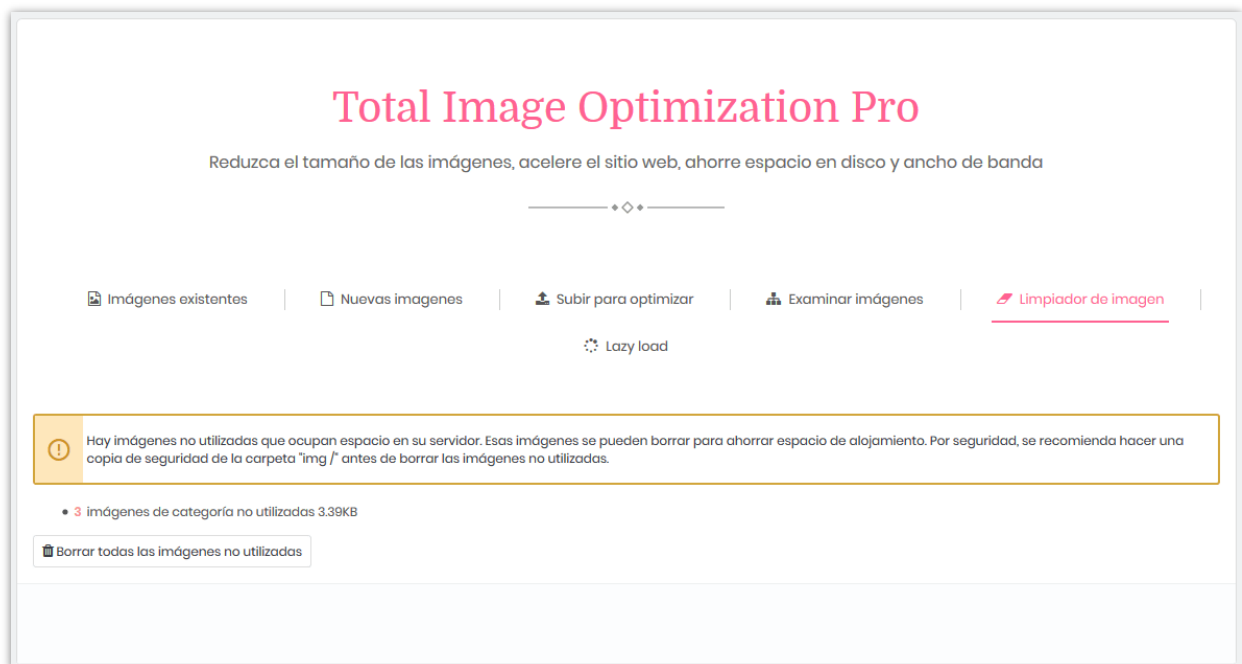 Total Image Optimization Pro
Reduzca el tamaño de las imágenes, acelere el sitio web, ahorre espacio en disco y ancho de banda
Imágenes existentes
Nuevas imagenes
Subir para optimizar
Examinar imágenes
Limpiador de imagen
Lazy load
Hay imágenes no utilizadas que ocupan espacio en su servidor. Esas imágenes se pueden borrar para ahorrar espacio de alojamiento. Por seguridad, se recomienda hacer una
copia de seguridad de la carpeta "img /" antes de borrar las imágenes no utilizadas.
• 3 imágenes de categoría no utilizadas 3.39KB
Borrar todas las imágenes no utilizadas